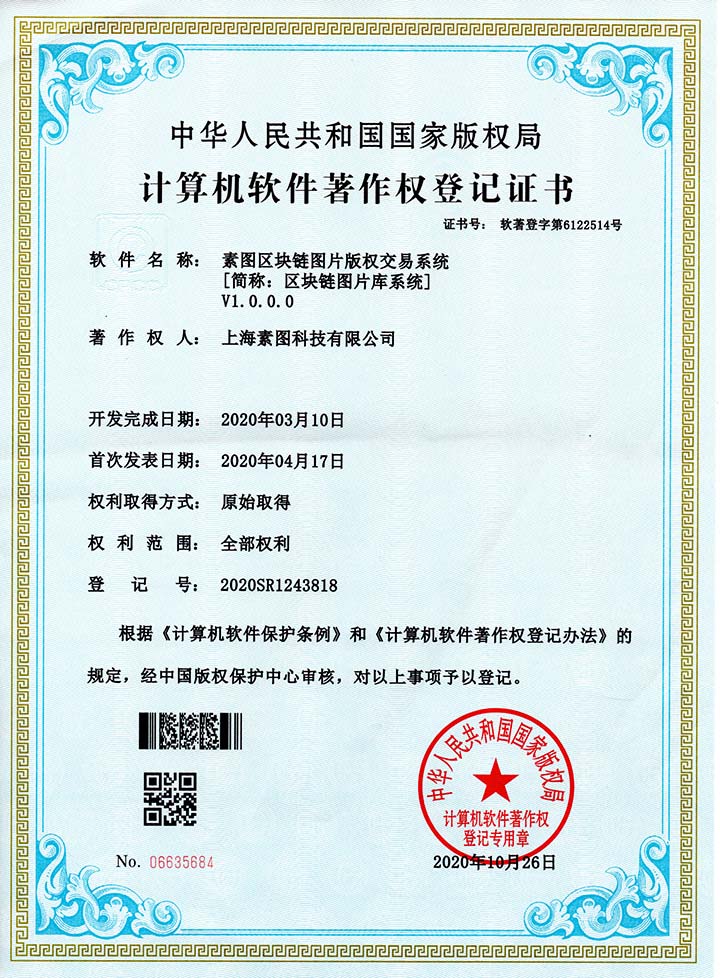 中华人民共和国国家版权局
计算机软件著作权登记证书
证书号： 软著登字第6122514号
软件名称： 素图区块链图片版权交易系统
[简称：区块链图片库系统]
V1.0.0.0
著作权人： 上海素图科技有限公司
开发完成日期： 2020年03月10日
首次发表日期： 2020年04月17日
权利取得方式： 原始取得
权利范围： 全部权利
登记号： 2020SR1243818
根据《计算机软件保护条例》和《计算机软件著作权登记办法》的
规定，经中国版权保护中心审核，对以上事项予以登记。
中华人民共和国国家版权局
计算机软件著作权
登记专用章
No. 06635684
2020年10月26日